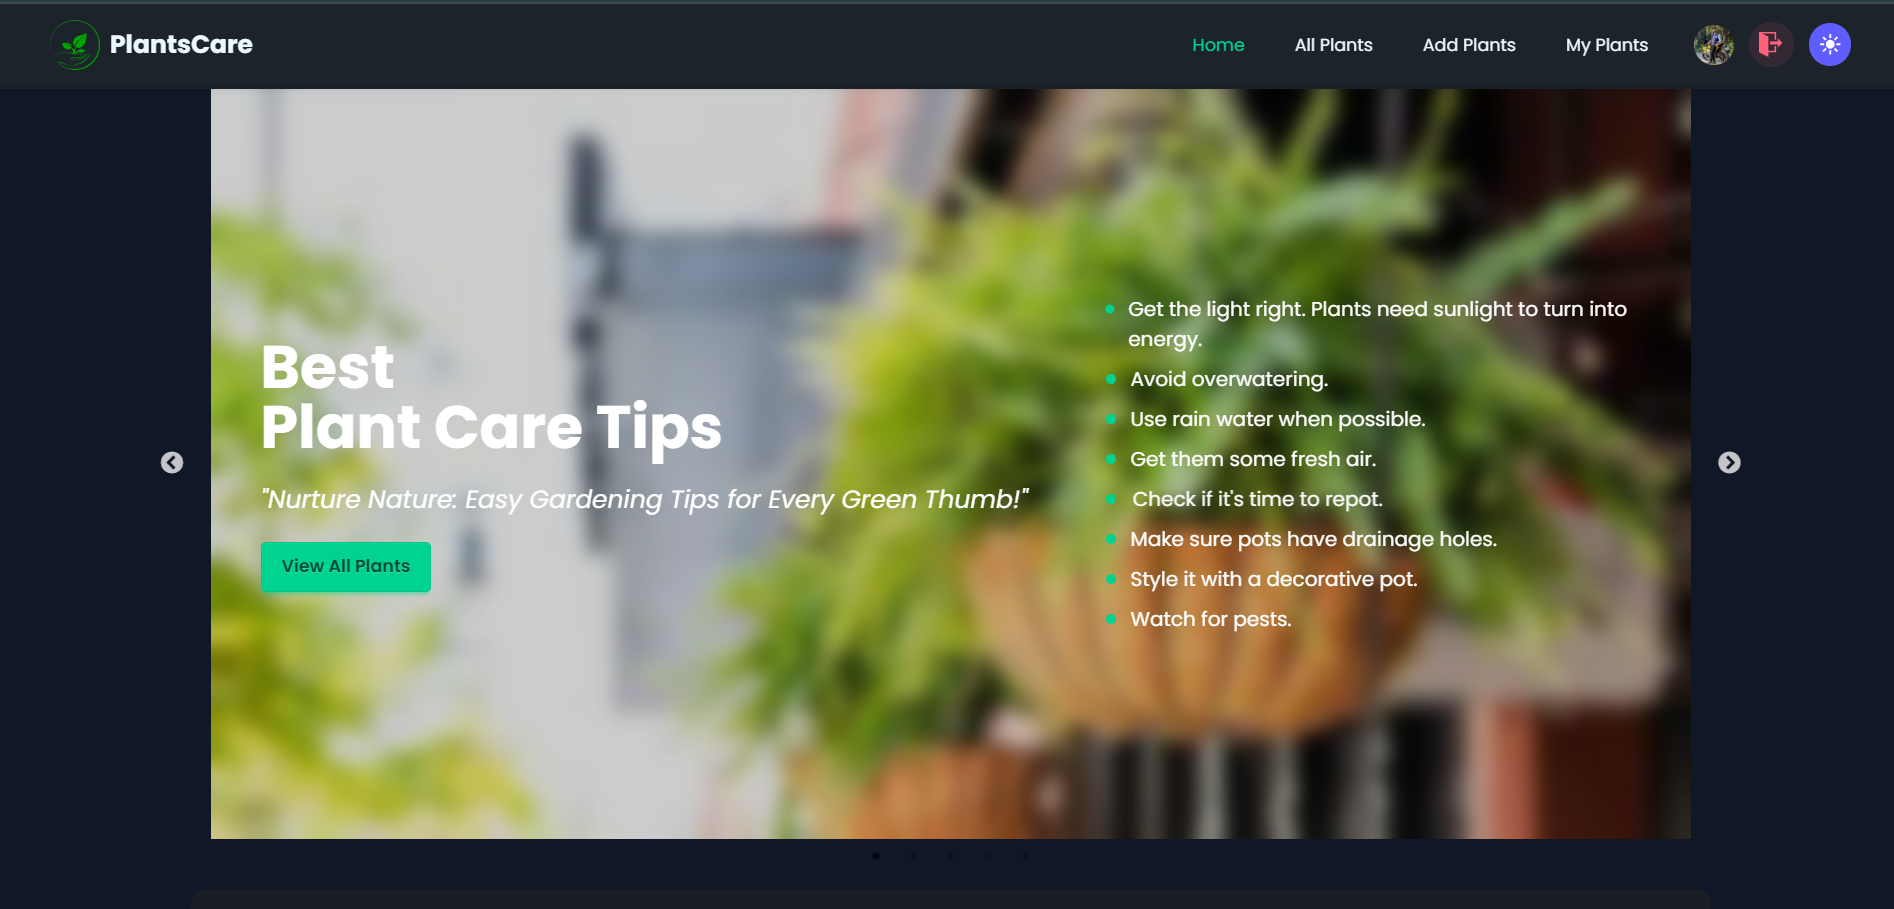 PlantsCare
Home
All Plants
Add Plants
My Plants
Best
Plant Care Tips
"Nurture Nature: Easy Gardening Tips for Every Green Thumb!"
View All Plants
Get the light right. Plants need sunlight to turn into
energy.
Avoid overwatering.
Use rain water when possible.
Get them some fresh air.
Check if it's time to repot.
Make sure pots have drainage holes.
Style it with a decorative pot.
Watch for pests.